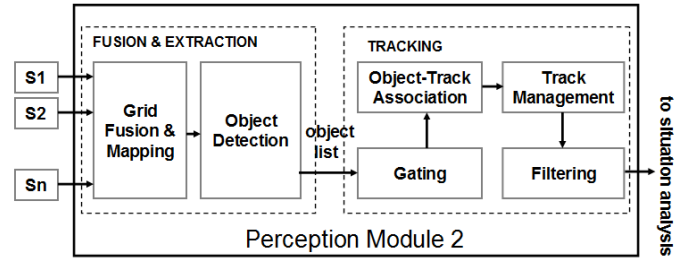 FUSION & EXTRACTION
S1
S2
Sn
Grid
Fusion &
Mapping
Object
Detection
object
list
TRACKING
Object-Track
Association
Track
Management
Gating
Filtering
to situation analysis
Perception Module 2